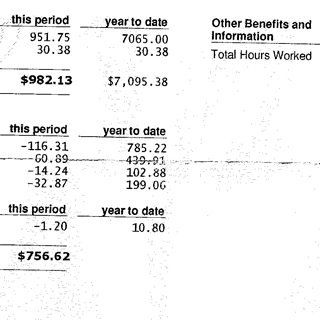 this period year to date Other Benefits and
Information
951.75 7065.00
30.38 30.38 Total Hours Worked
$982.13 $7,095.38
this period year to date
-116.31 785.22
-60.89 439.91
-14.24 102.88
-32.87 199.06
this period year to date
-1.20 10.80
$756.62